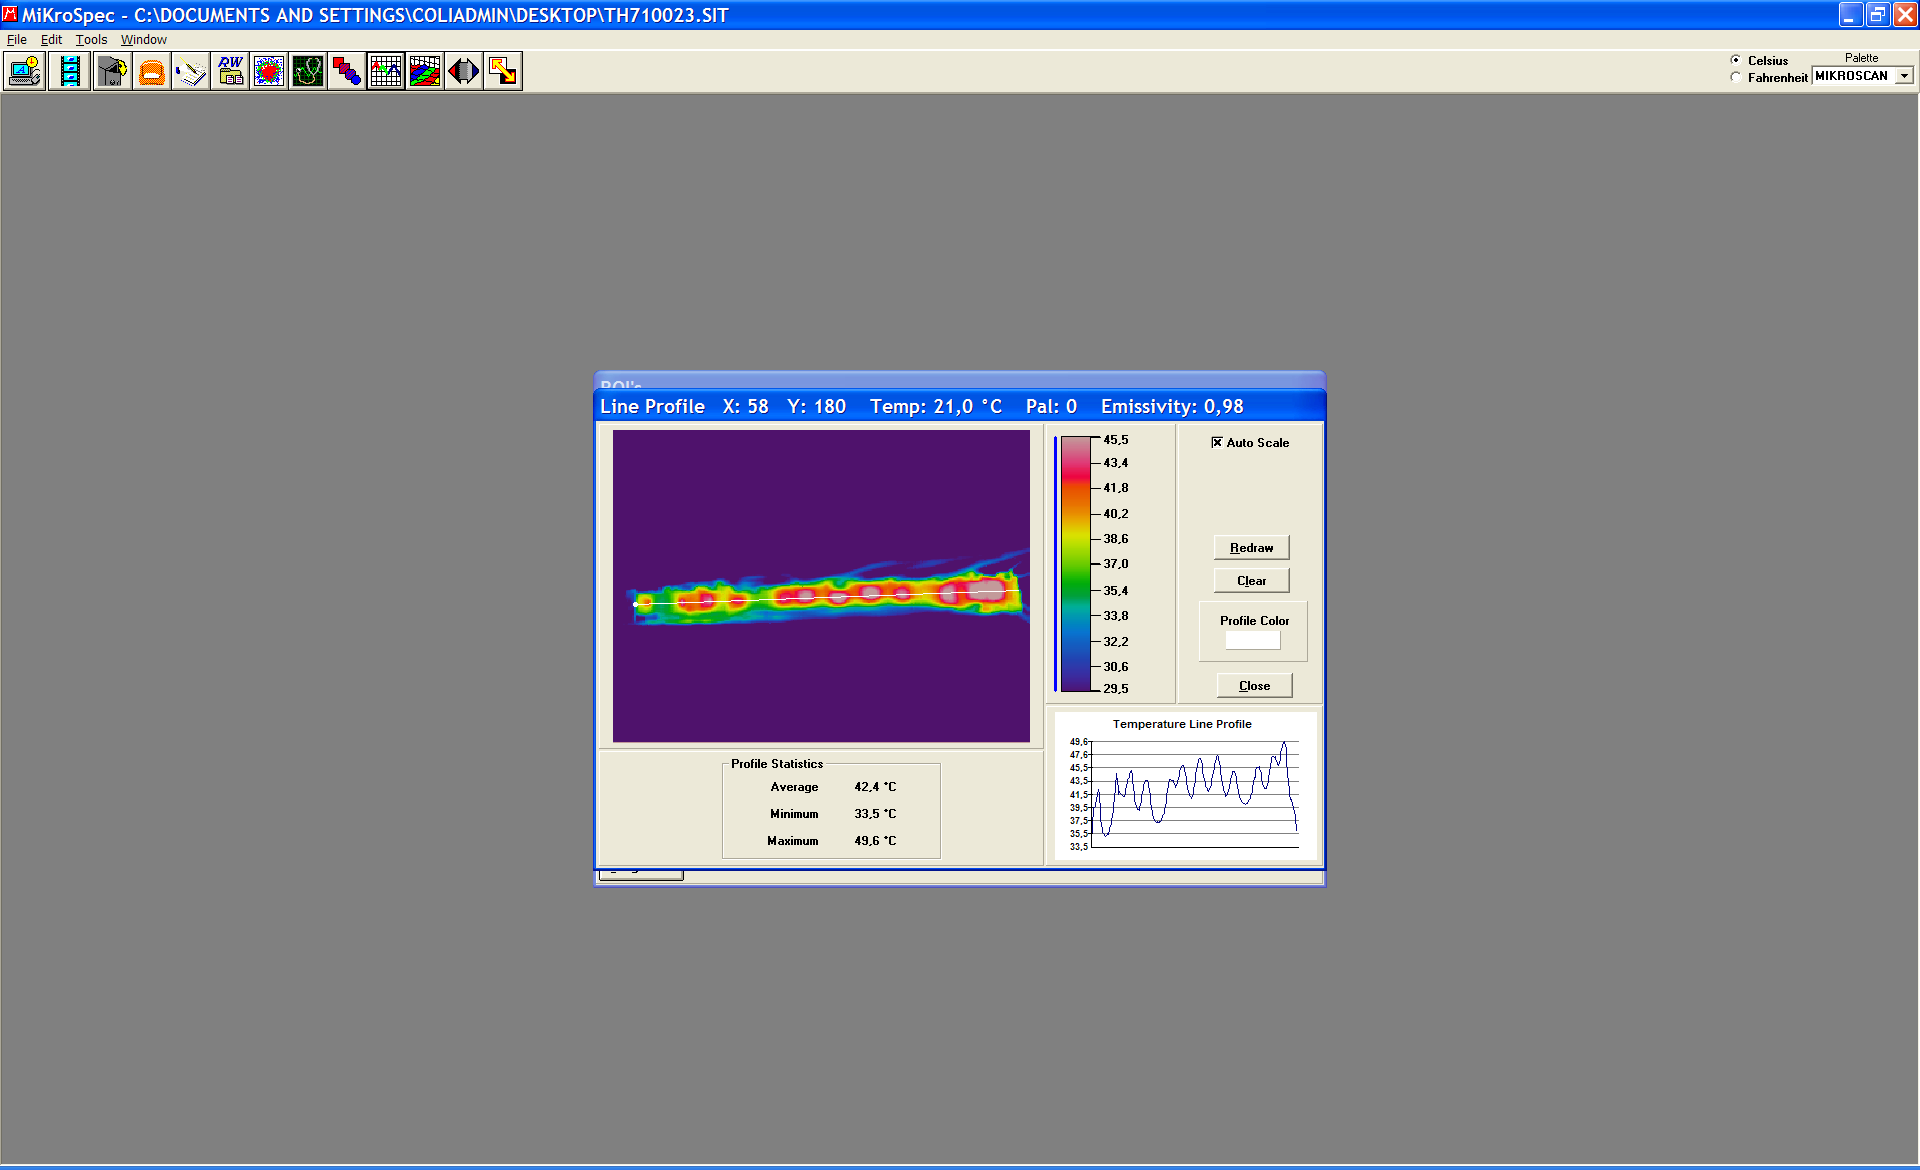 MiKroSpec - C:\DOCUMENTS AND SETTINGS\COLIADMIN\DESKTOP\TH710023.SIT
File Edit Tools Window
RW
Celsius
Fahrenheit
Palette
MIKROSCAN
ROI's
Line Profile X: 58 Y: 180 Temp: 21,0 °C Pal: 0 Emissivity: 0,98
45,5
43,4
41,8
40,2
38,6
37,0
35,4
33,8
32,2
30,6
29,5
Auto Scale
Redraw
Clear
Profile Color
Close
Profile Statistics
Average 42,4 °C
Minimum 33,5 °C
Maximum 49,6 °C
Temperature Line Profile
49,6
47,6
45,5
43,5
41,5
39,5
37,5
35,5
33,5